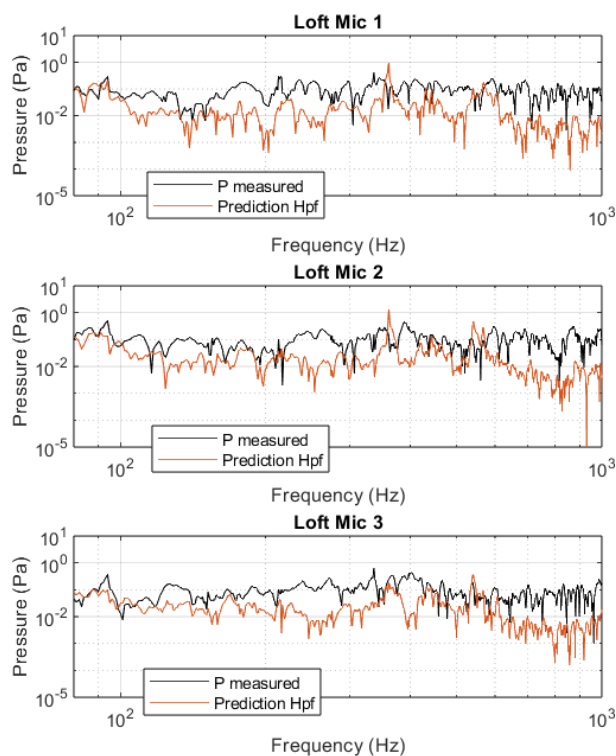 Loft Mic 1
10^1
10^0
10^-2
10^-5
Pressure (Pa)
P measured
Prediction Hpf
10^2
10^3
Frequency (Hz)
Loft Mic 2
10^1
10^0
10^-2
10^-5
Pressure (Pa)
P measured
Prediction Hpf
10^2
10^3
Frequency (Hz)
Loft Mic 3
10^1
10^0
10^-2
10^-5
Pressure (Pa)
P measured
Prediction Hpf
10^2
10^3
Frequency (Hz)